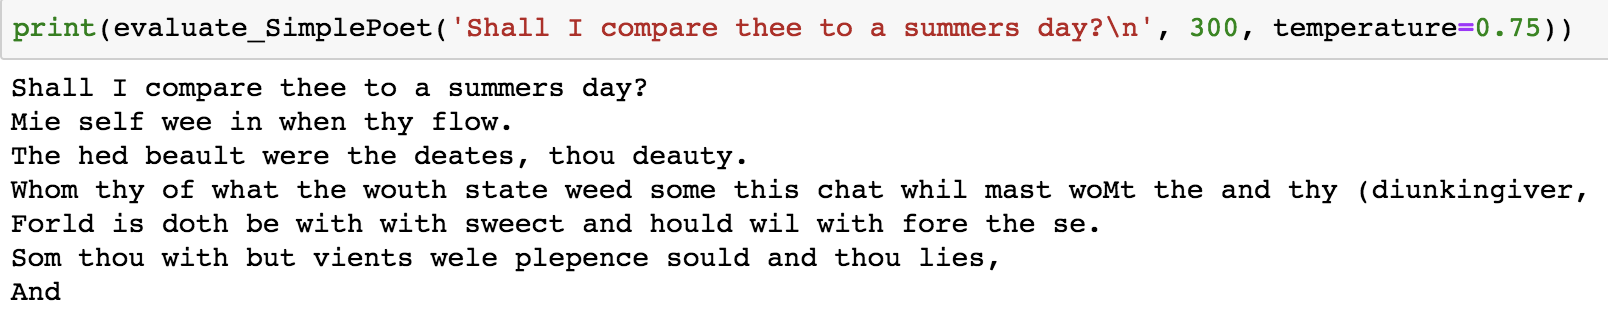 print(evaluate_SimplePoet('Shall I compare thee to a summers day?\n', 300, temperature=0.75))
Shall I compare thee to a summers day?
Mie self wee in when thy flow.
The hed beault were the deates, thou deauty.
Whom thy of what the wouth state weed some this chat whil mast woMt the and thy (diunkingiver,
Forld is doth be with with sweect and hould wil with fore the se.
Som thou with but vients wele plepence sould and thou lies,
And